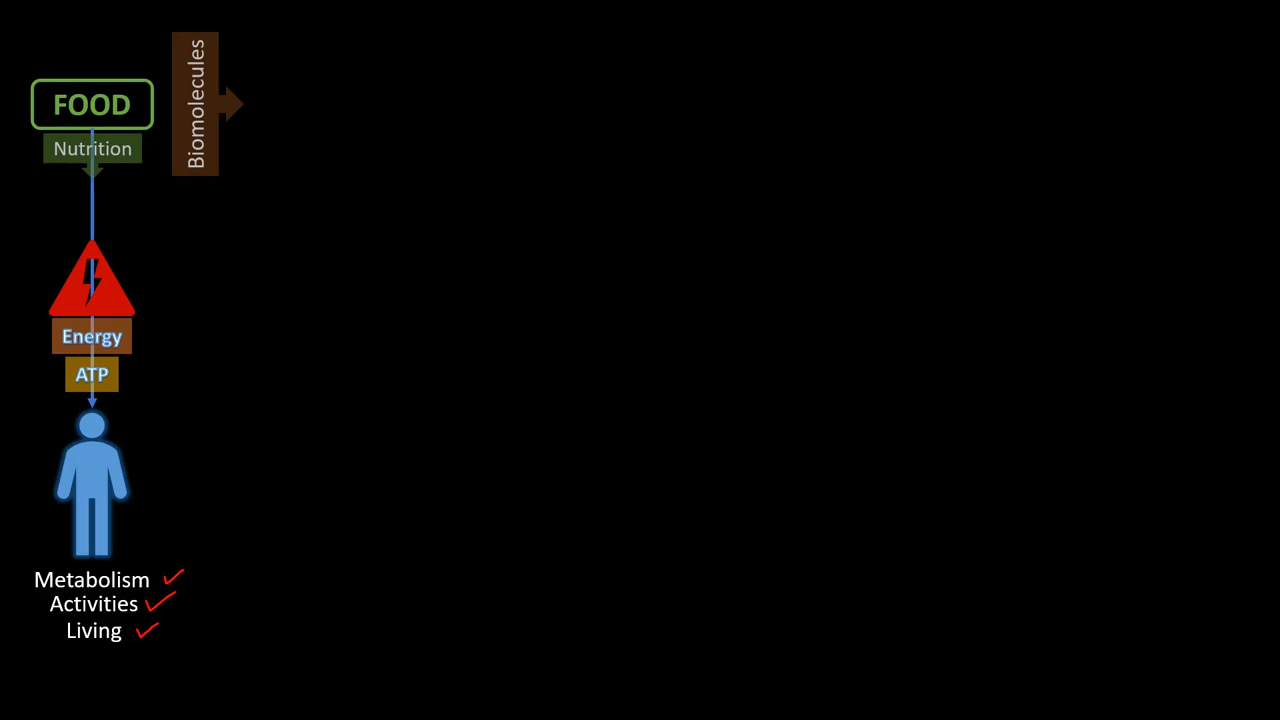 FOOD
Biomolecules
Nutrition
Energy
ATP
Metabolism
Activities
Living